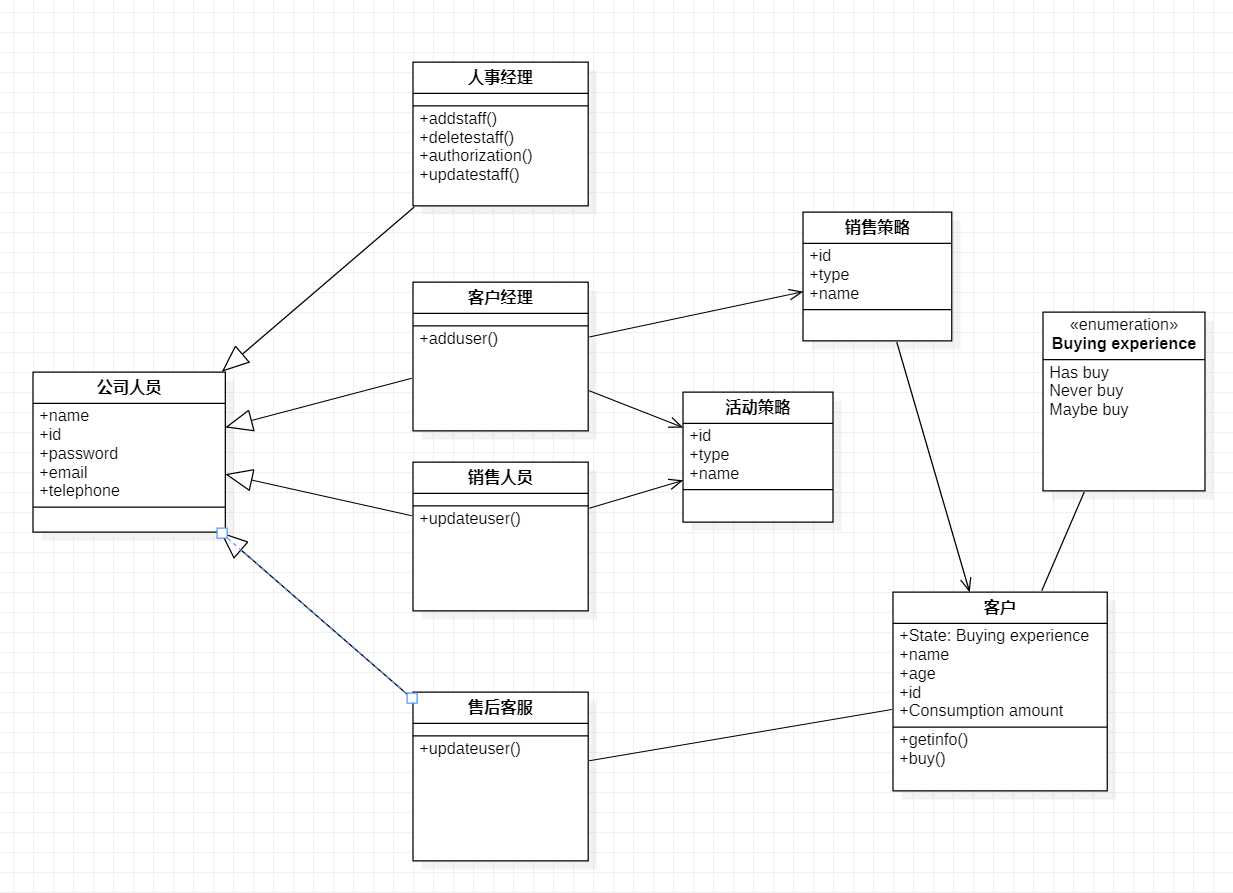 人事经理
+addstaff()
+deletestaff()
+authorization()
+updatestaff()
客户经理
+adduser()
销售策略
+id
+type
+name
«enumeration»
Buying experience
Has buy
Never buy
Maybe buy
公司人员
+name
+id
+password
+email
+telephone
活动策略
+id
+type
+name
销售人员
+updateuser()
客户
+State: Buying experience
+name
+age
+id
+Consumption amount
+getinfo()
+buy()
售后客服
+updateuser()